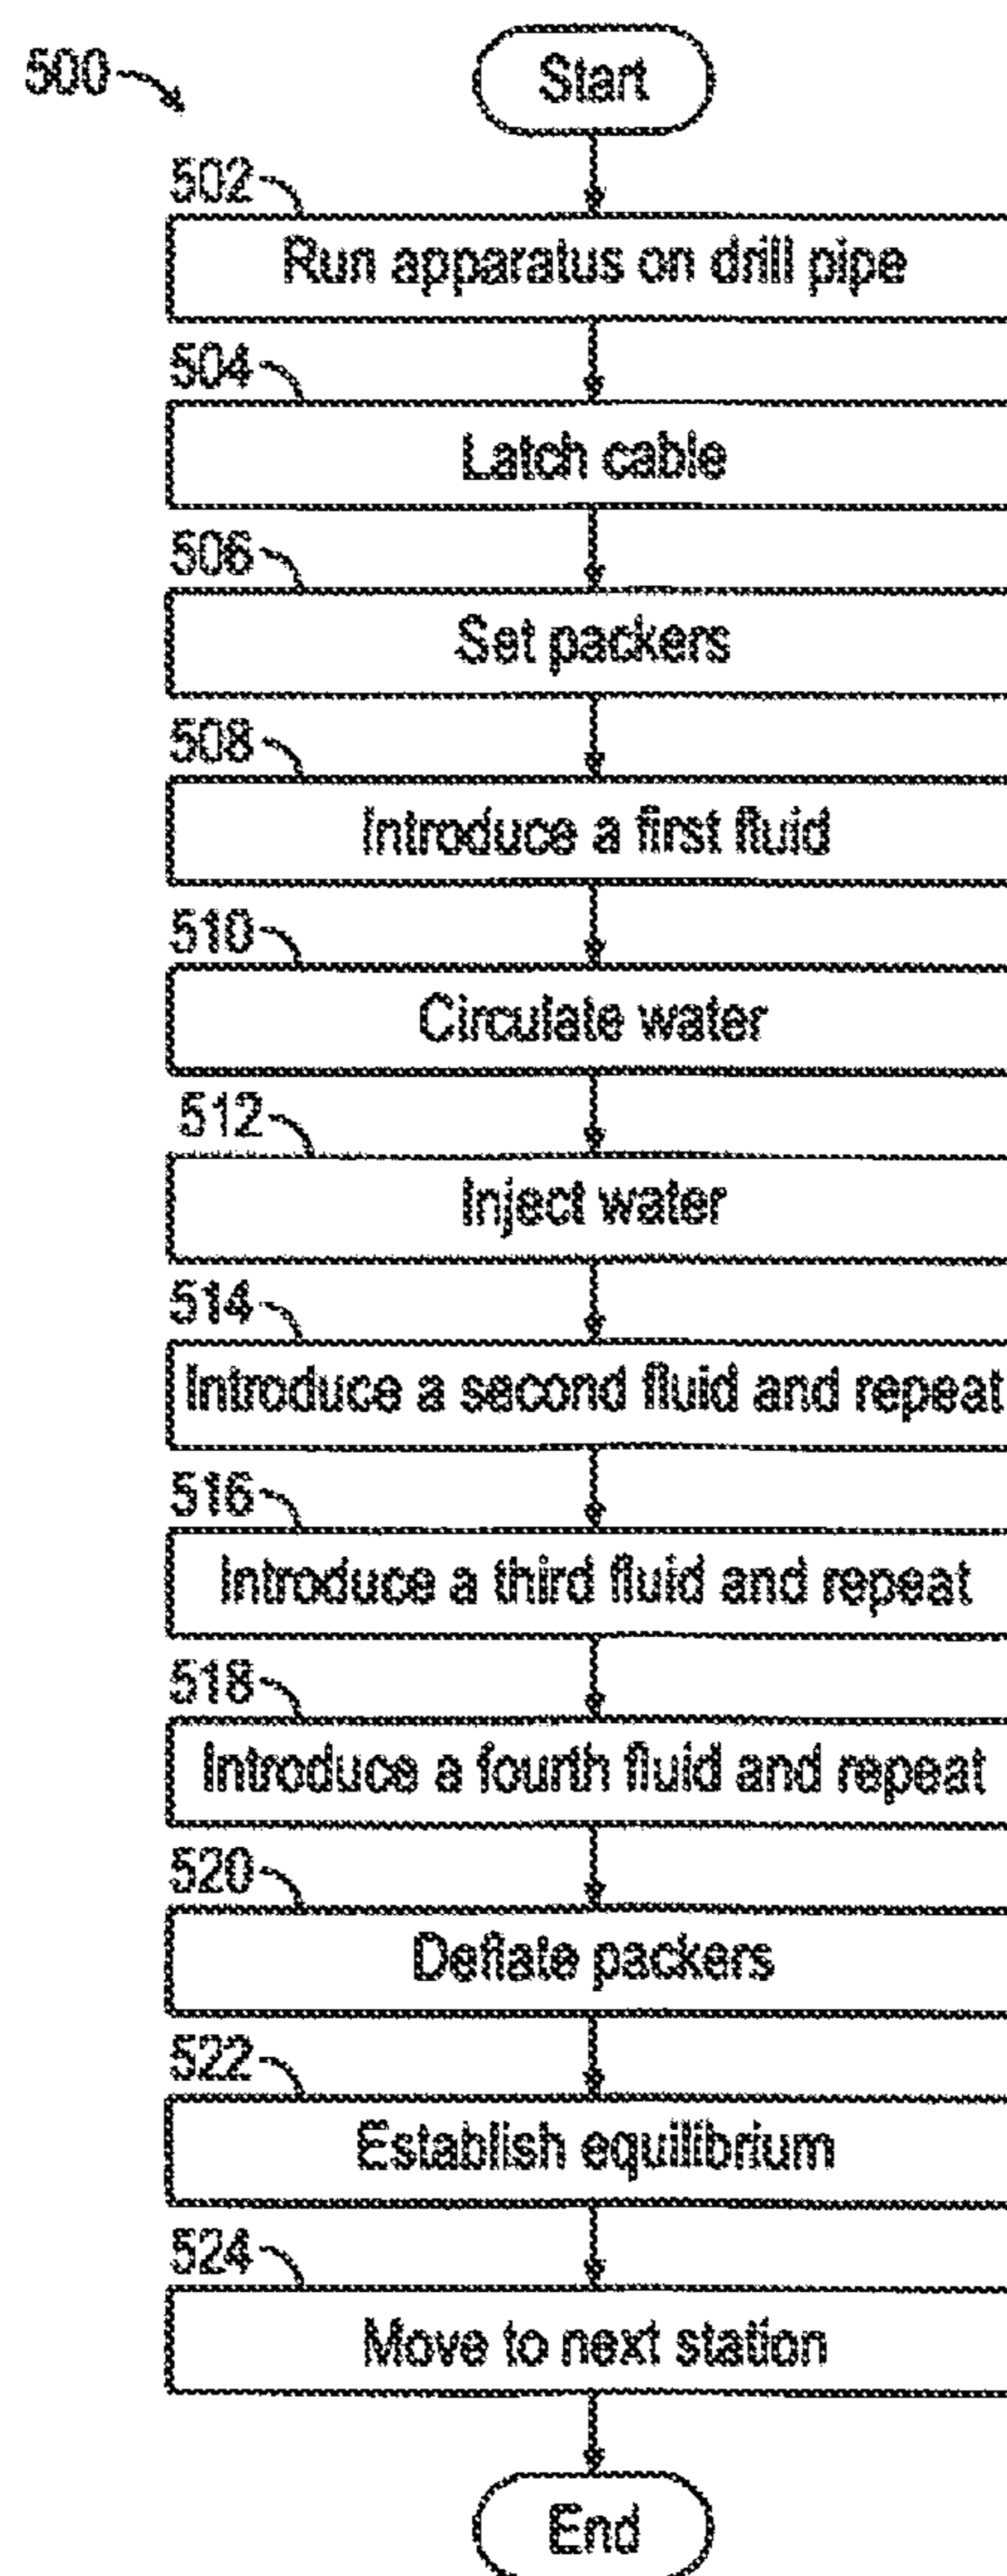 500
Start
502
Run apparatus on drill pipe
504
Latch cable
506
Set packers
508
Introduce a first fluid
510
Circulate water
512
Inject water
514
Introduce a second fluid and repeat
516
Introduce a third fluid and repeat
518
Introduce a fourth fluid and repeat
520
Deflate packers
522
Establish equilibrium
524
Move to next station
End